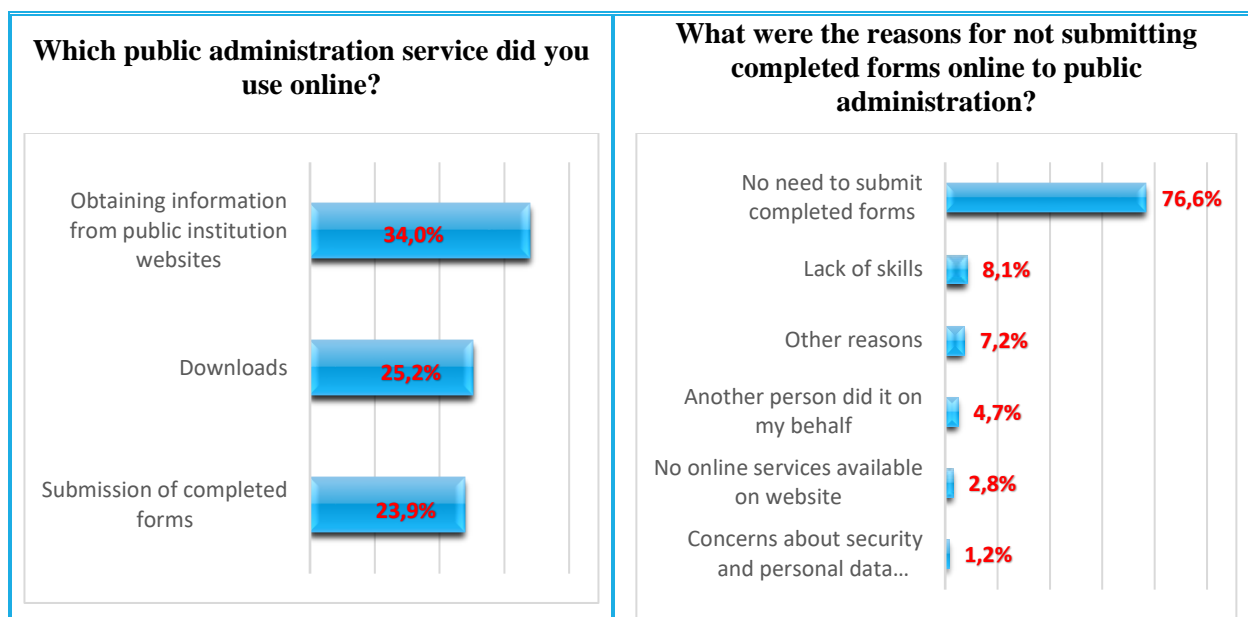 Which public administration service did you
use online?
Obtaining information
from public institution
websites
34,0%
Downloads
25,2%
Submission of completed
forms
23,9%
What were the reasons for not submitting
completed forms online to public
administration?
No need to submit
completed forms
76,6%
Lack of skills
8,1%
Other reasons
7,2%
Another person did it on
my behalf
4,7%
No online services available
on website
2,8%
Concerns about security
and personal data...
1,2%